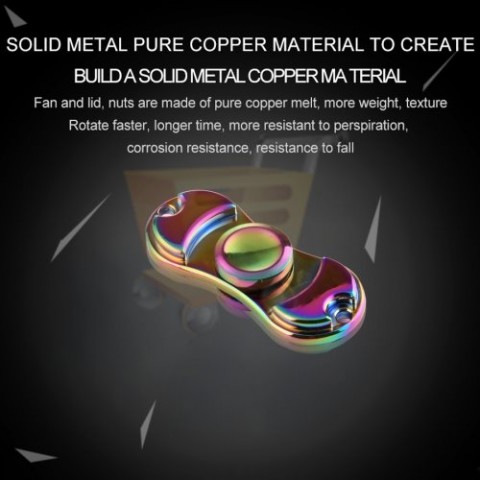 SOLID METAL PURE COPPER MATERIAL TO CREATE
BUILD A SOLID METAL COPPER MATERIAL
Fan and lid, nuts are made of pure copper melt, more weight, texture
Rotate faster, longer time, more resistant to perspiration,
corrosion resistance, resistance to fall